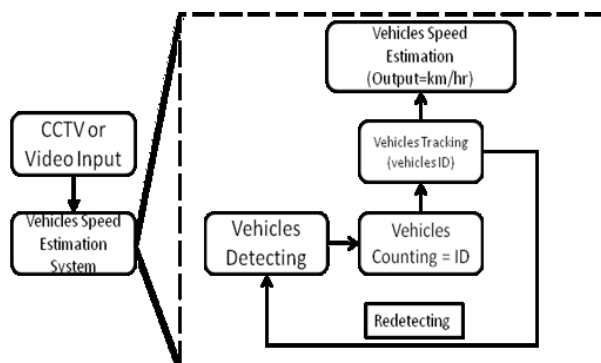 CCTV or
Video Input
Vehicles Speed
Estimation
System
Vehicles Speed
Estimation
(Output=km/hr)
Vehicles Tracking
(vehicles ID)
Vehicles
Detecting
Vehicles
Counting = ID
Redetecting